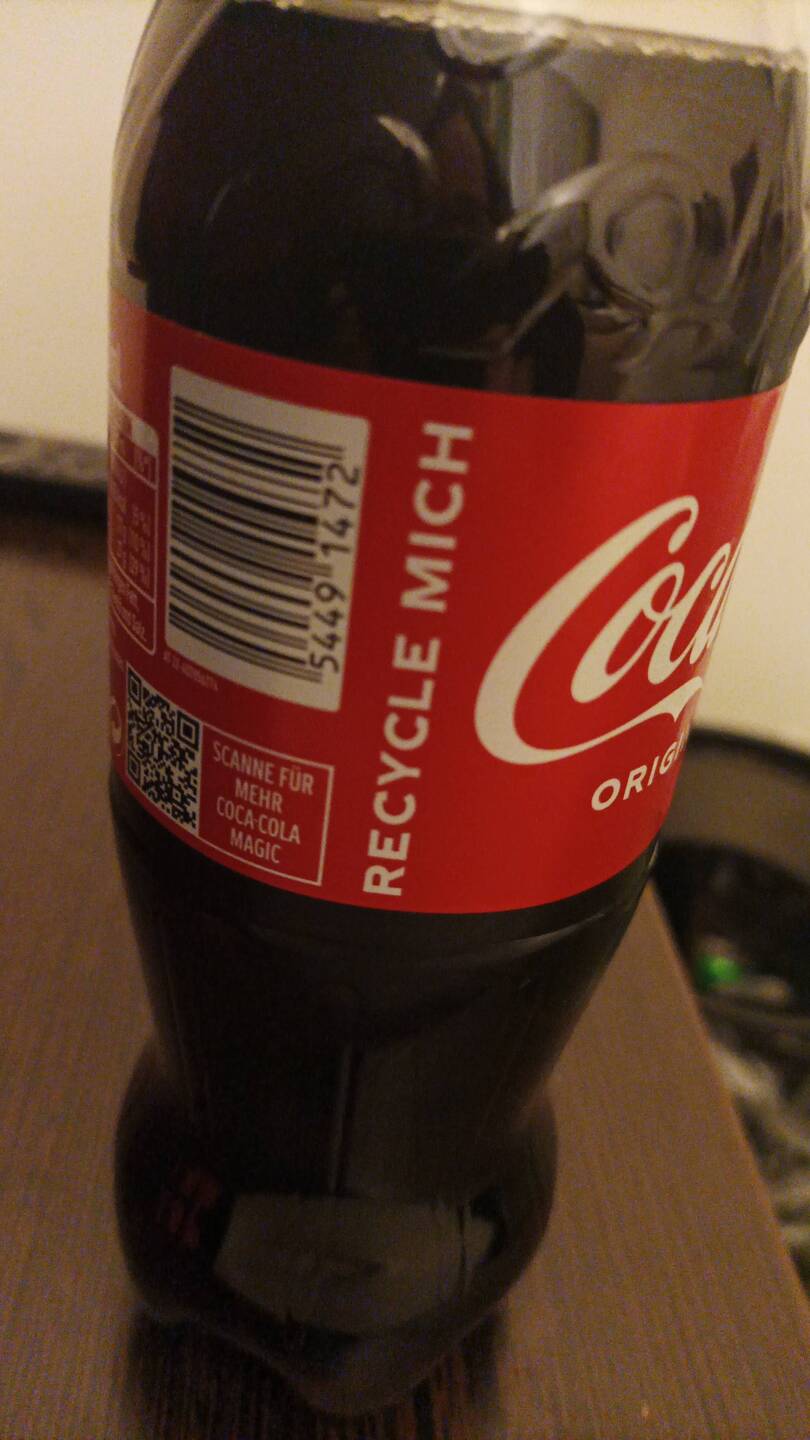 5449 1472
RECYCLE MICH
SCANNE FÜR
MEHR
COCA-COLA
MAGIC
Coca
ORIG